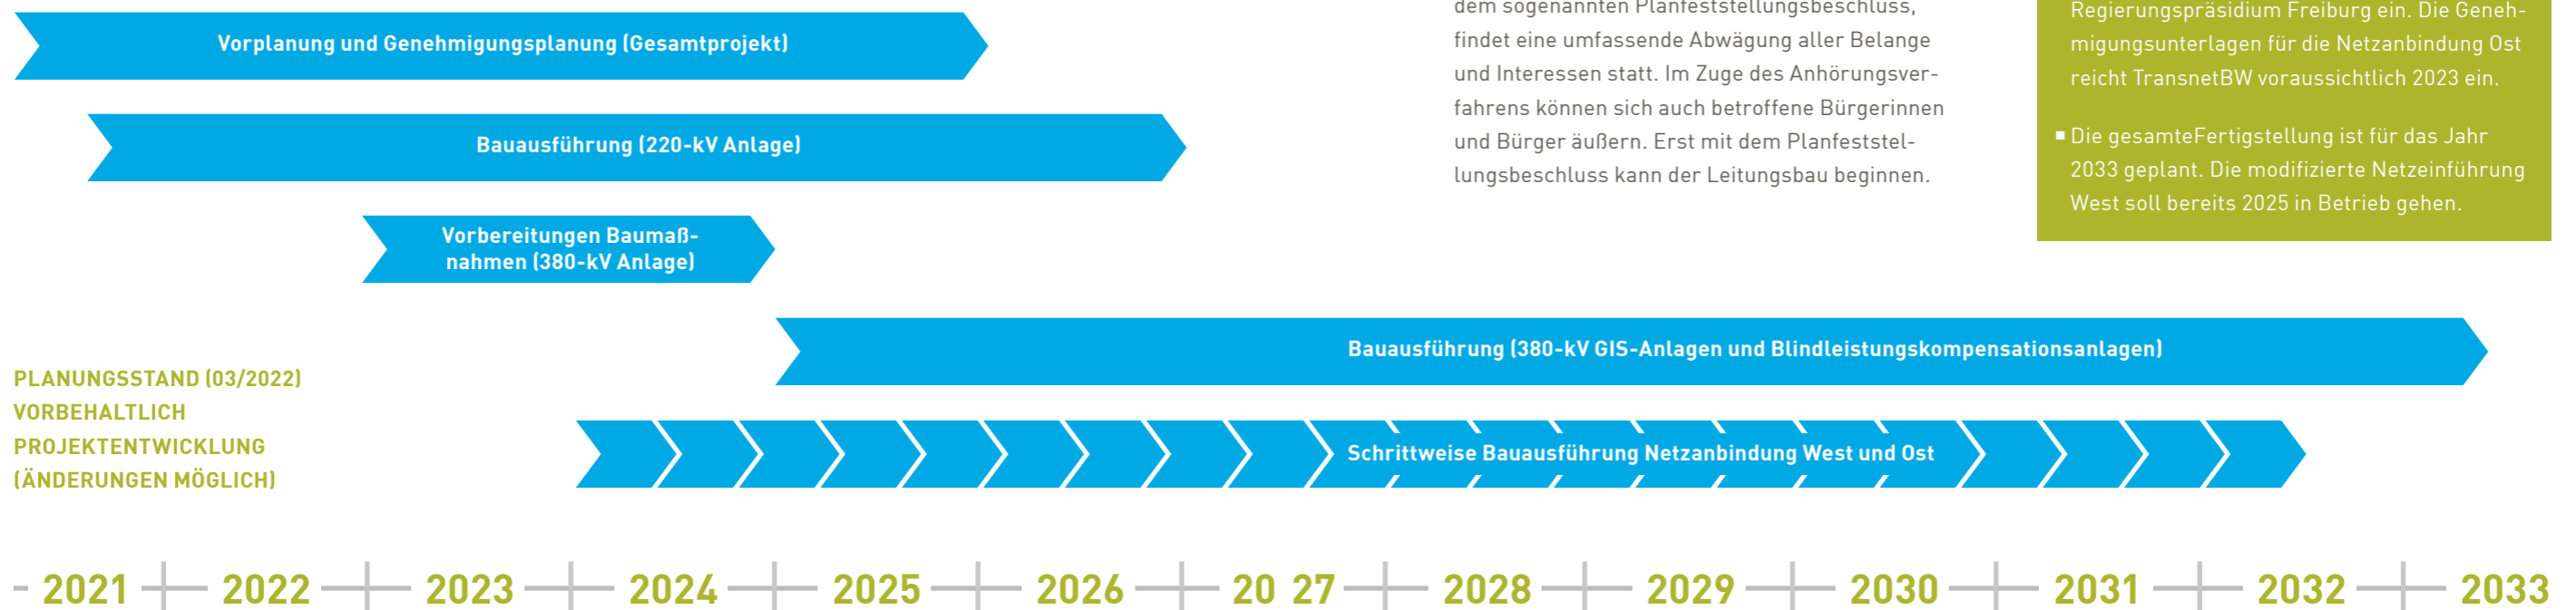 Vorplanung und Genehmigungsplanung (Gesamtprojekt)
Bauausführung (220-kV Anlage)
Vorbereitungen Baumaß-
nahmen (380-kV Anlage)
Bauausführung (380-kV GIS-Anlagen und Blindleistungskompensationsanlagen)
Schrittweise Bauausführung Netzanbindung West und Ost
PLANUNGSSTAND (03/2022)
VORBEHALTLICH
PROJEKTENTWICKLUNG
(ÄNDERUNGEN MÖGLICH)
2021 2022 2023 2024 2025 2026 20 27 2028 2029 2030 2031 2032 2033
dem sogenannten Planfeststellungsbeschluss,
findet eine umfassende Abwägung aller Belange
und Interessen statt. Im Zuge des Anhörungsver-
fahrens können sich auch betroffene Bürgerinnen
und Bürger äußern. Erst mit dem Planfeststel-
lungsbeschluss kann der Leitungsbau beginnen.
Regierungspräsidium Freiburg ein. Die Geneh-
migungsunterlagen für die Netzanbindung Ost
reicht TransnetBW voraussichtlich 2023 ein.
■ Die gesamteFertigstellung ist für das Jahr
2033 geplant. Die modifizierte Netzeinführung
West soll bereits 2025 in Betrieb gehen.